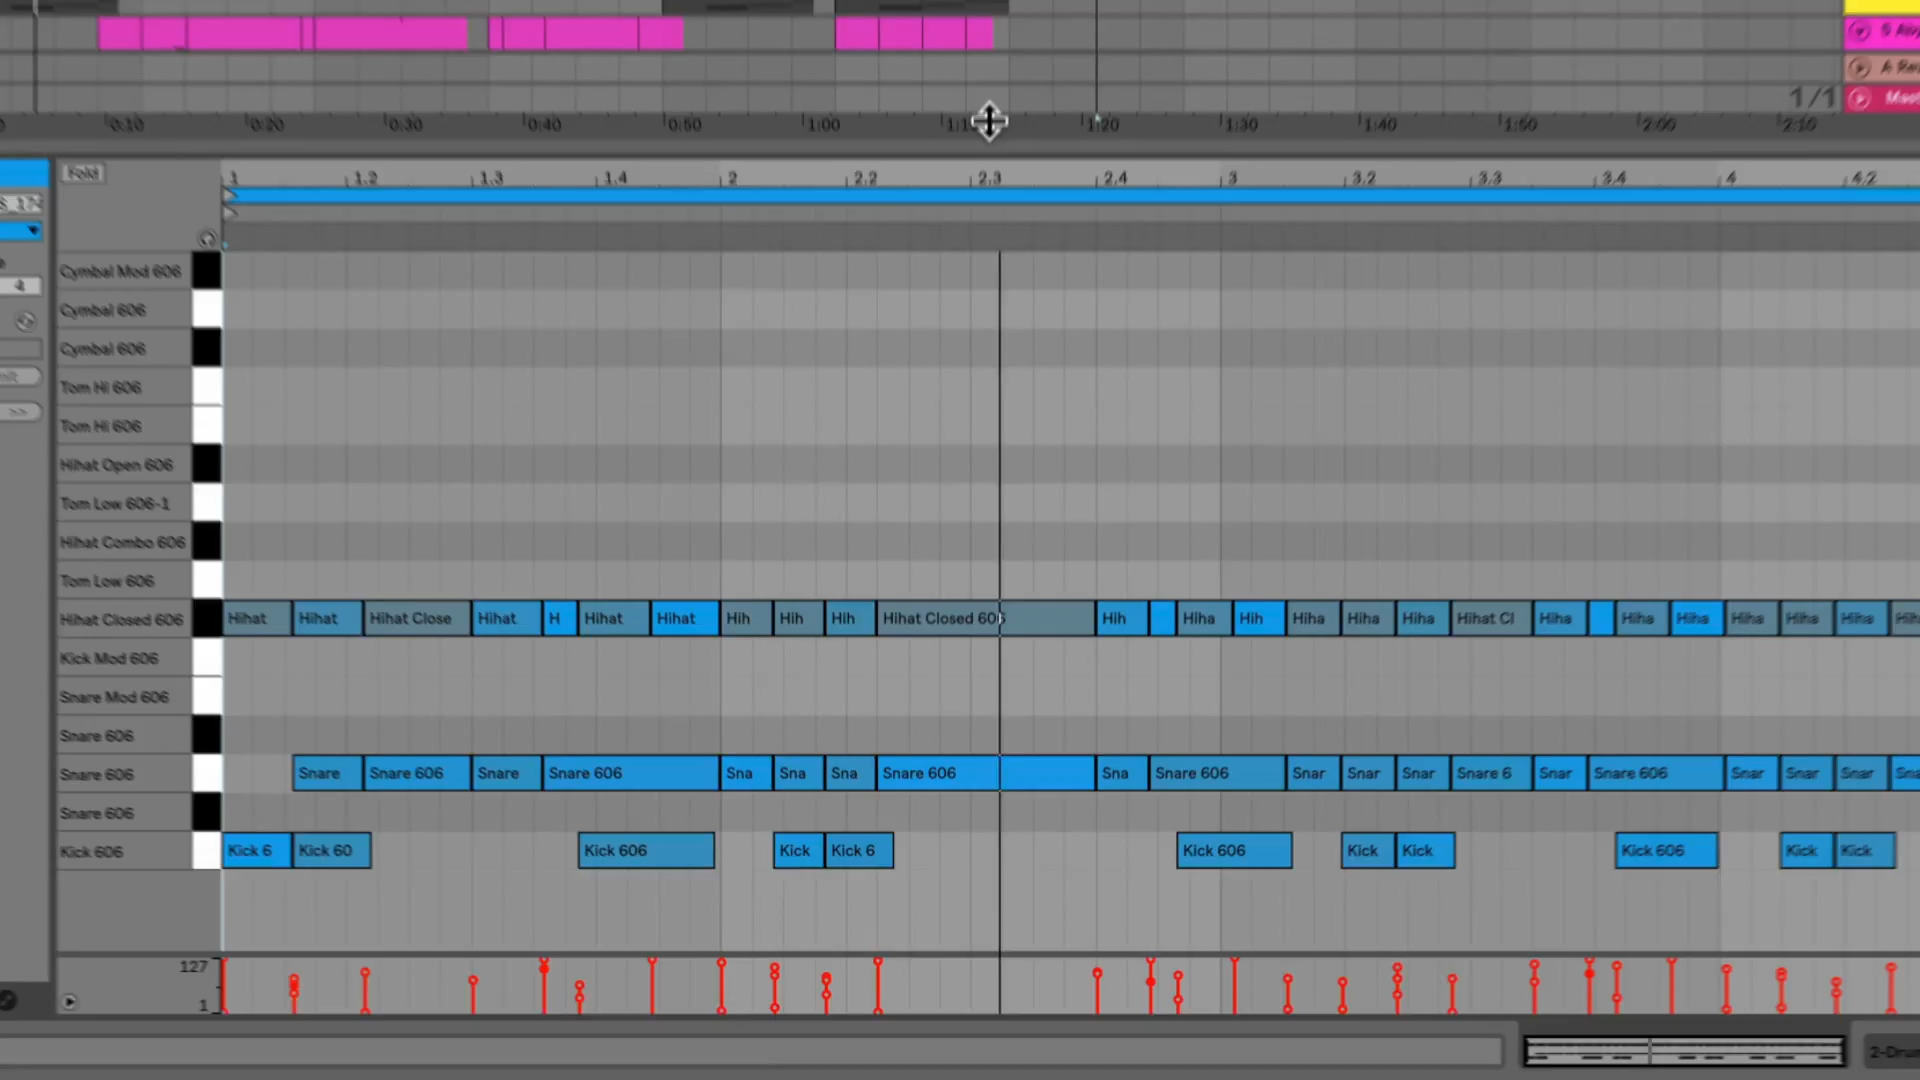 1/1
0:10 0:20 0:30 0:40 0:50 1:00 1:1 1:20 1:30 1:40 1:50 2:00 2:10
Fold
1 1.2 1.3 1.4 2 2.2 2.3 2.4 3 3.2 3.3 3.4 4 4.2
Cymbal Mod 606
Cymbal 606
4
Cymbal 606
Tom Hi 606
>>
Tom Hi 606
Hihat Open 606
Tom Low 606-1
Hihat Combo 606
Tom Low 606
Hihat Closed 606 Hihat Hihat Hihat Close Hihat H Hihat Hihat Hih Hih Hih Hihat Closed 606 Hih Hiha Hih Hiha Hiha Hiha Hihat Cl Hiha Hiha Hiha Hiha Hiha Hiha Hih
Kick Mod 606
Snare Mod 606
Snare 606
Snare 606 Snare Snare 606 Snare Snare 606 Sna Sna Sna Snare 606 Sna Snare 606 Snar Snar Snar Snare 6 Snar Snare 606 Snar Snar Snar Sna
Snare 606
Kick 606 Kick 6 Kick 60 Kick 606 Kick Kick 6 Kick 606 Kick Kick Kick 606 Kick Kick
127
1
2-Drum